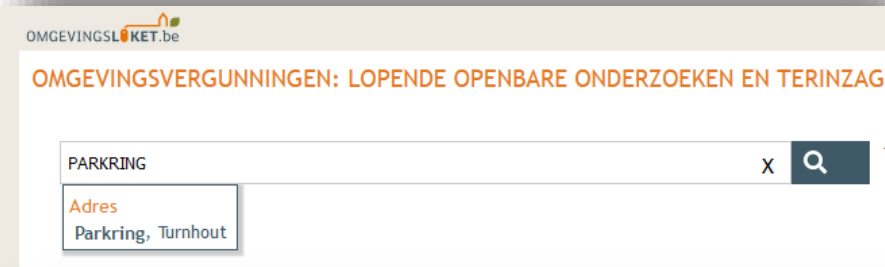 OMGEVINGSLOKET.be
OMGEVINGSVERGUNNINGEN: LOPENDE OPENBARE ONDERZOEKEN EN TERINZAG
PARKRING X
Adres
Parkring, Turnhout